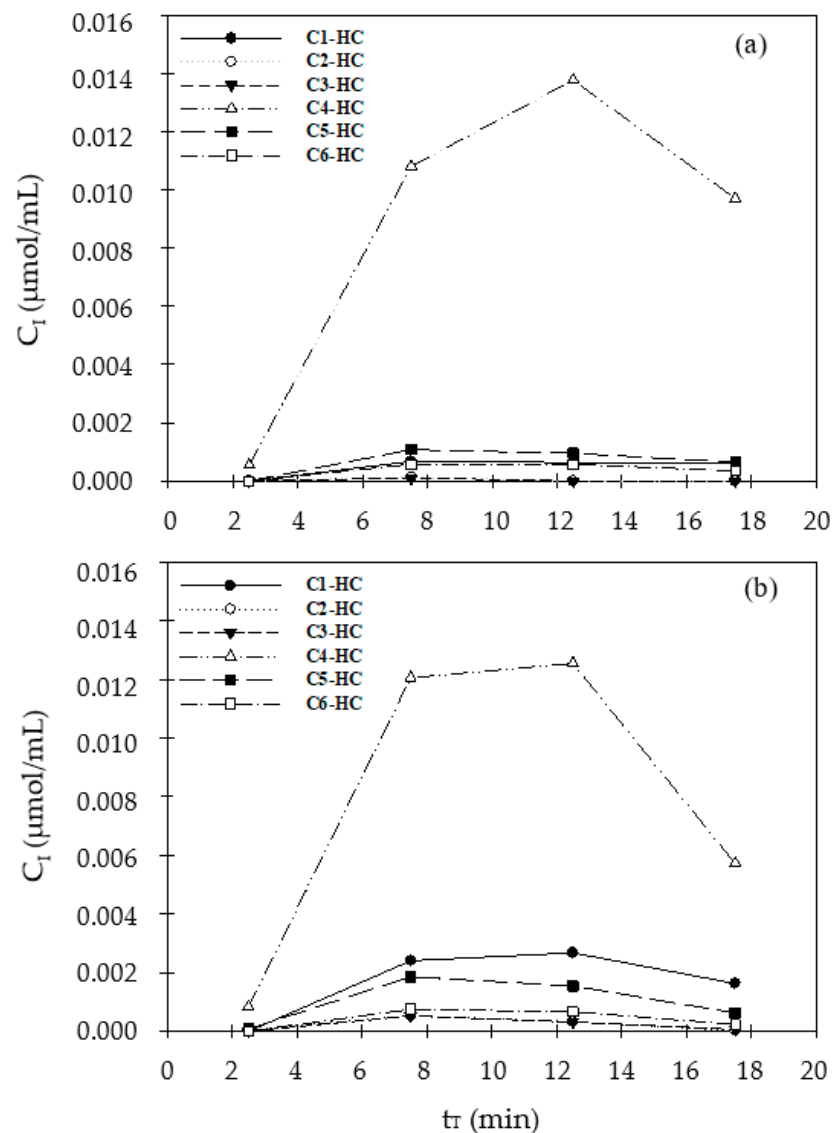 0.016
0.014
0.012
0.010
0.008
0.006
0.004
0.002
0.000
C_I (μmol/mL)
C1-HC
C2-HC
C3-HC
C4-HC
C5-HC
C6-HC
(a)
0 2 4 6 8 10 12 14 16 18 20
0.016
0.014
0.012
0.010
0.008
0.006
0.004
0.002
0.000
C_I (μmol/mL)
C1-HC
C2-HC
C3-HC
C4-HC
C5-HC
C6-HC
(b)
0 2 4 6 8 10 12 14 16 18 20
t_T (min)